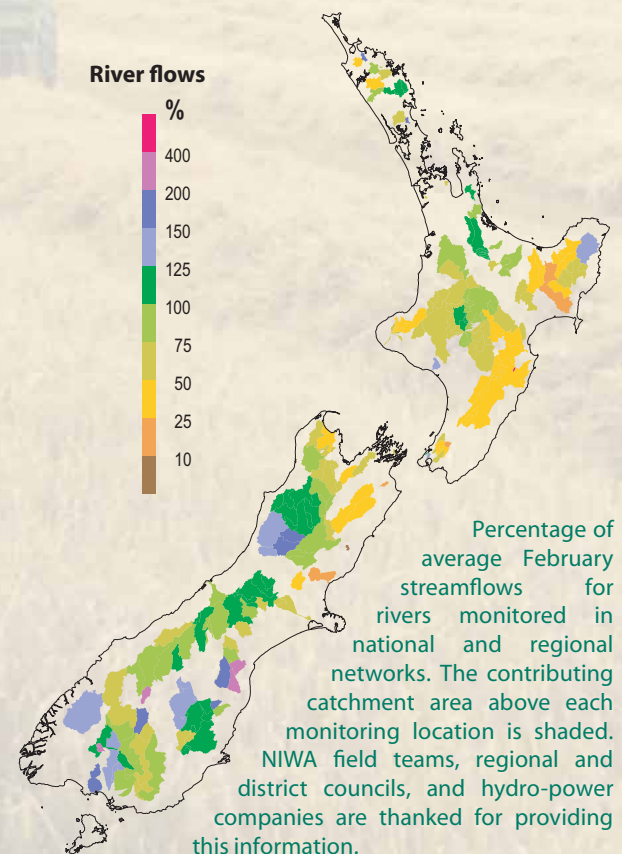 River flows
%
400
200
150
125
100
75
50
25
10
Percentage of
average February
streamflows for
rivers monitored in
national and regional
networks. The contributing
catchment area above each
monitoring location is shaded.
NIWA field teams, regional and
district councils, and hydro-power
companies are thanked for providing
this information.